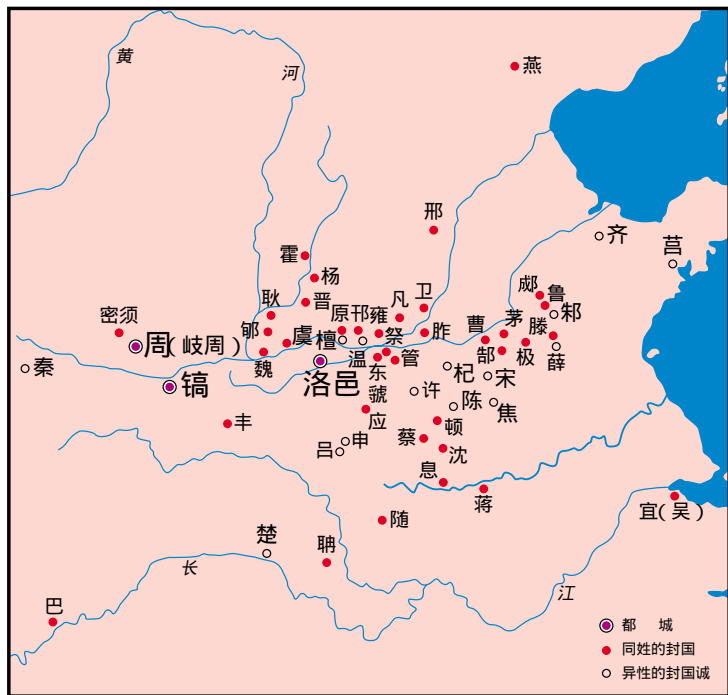 黄
河
燕
邢
齐
莒
霍
杨
晋
耿
郇
虞
魏
密须
周(岐周)
秦
镐
原
邘
雍
凡
卫
檀
温
祭
管
胙
东
虢
洛邑
曹
茅
郕
鲁
滕
邾
郜
极
薛
杞
宋
许
陈
焦
应
申
吕
顿
蔡
沈
息
蒋
丰
随
楚
聃
宜(吴)
长
江
巴
都 城
同姓的封国
异性的封国诚